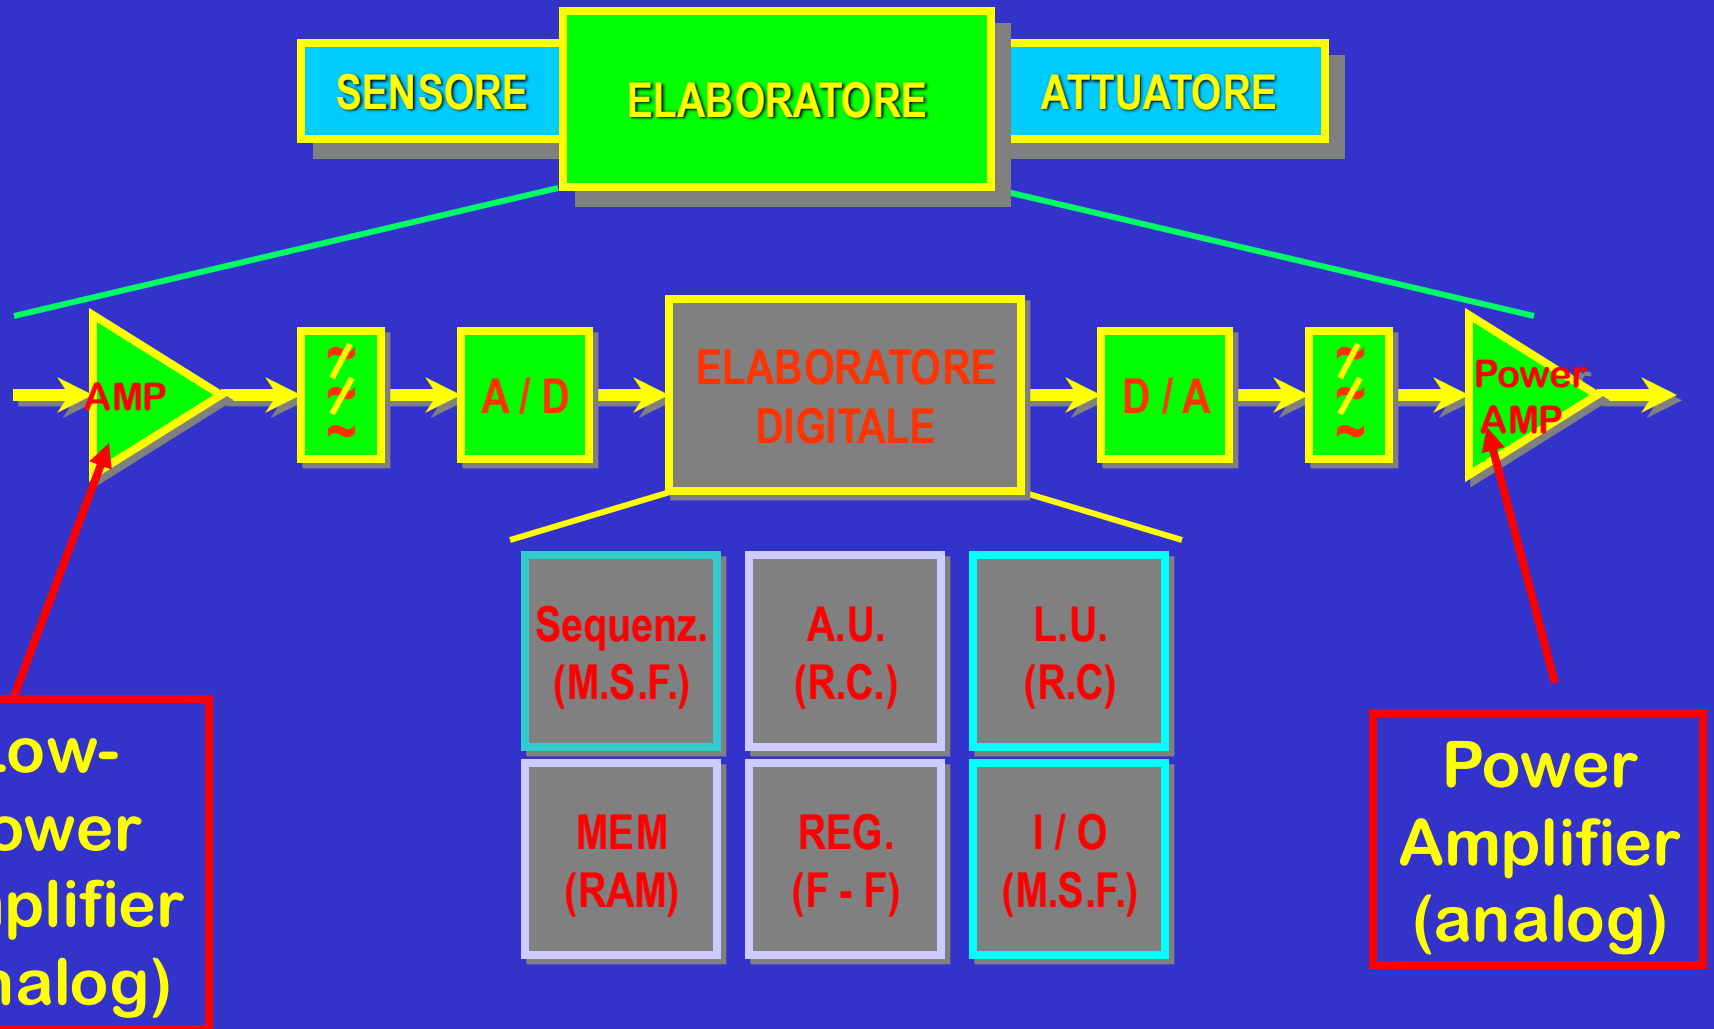 SENSORE
ELABORATORE
ATTUATORE
AMP
A / D
ELABORATORE
DIGITALE
D / A
Power
AMP
Sequenz.
(M.S.F.)
A.U.
(R.C.)
L.U.
(R.C)
MEM
(RAM)
REG.
(F - F)
I / O
(M.S.F.)
Power
Amplifier
(analog)